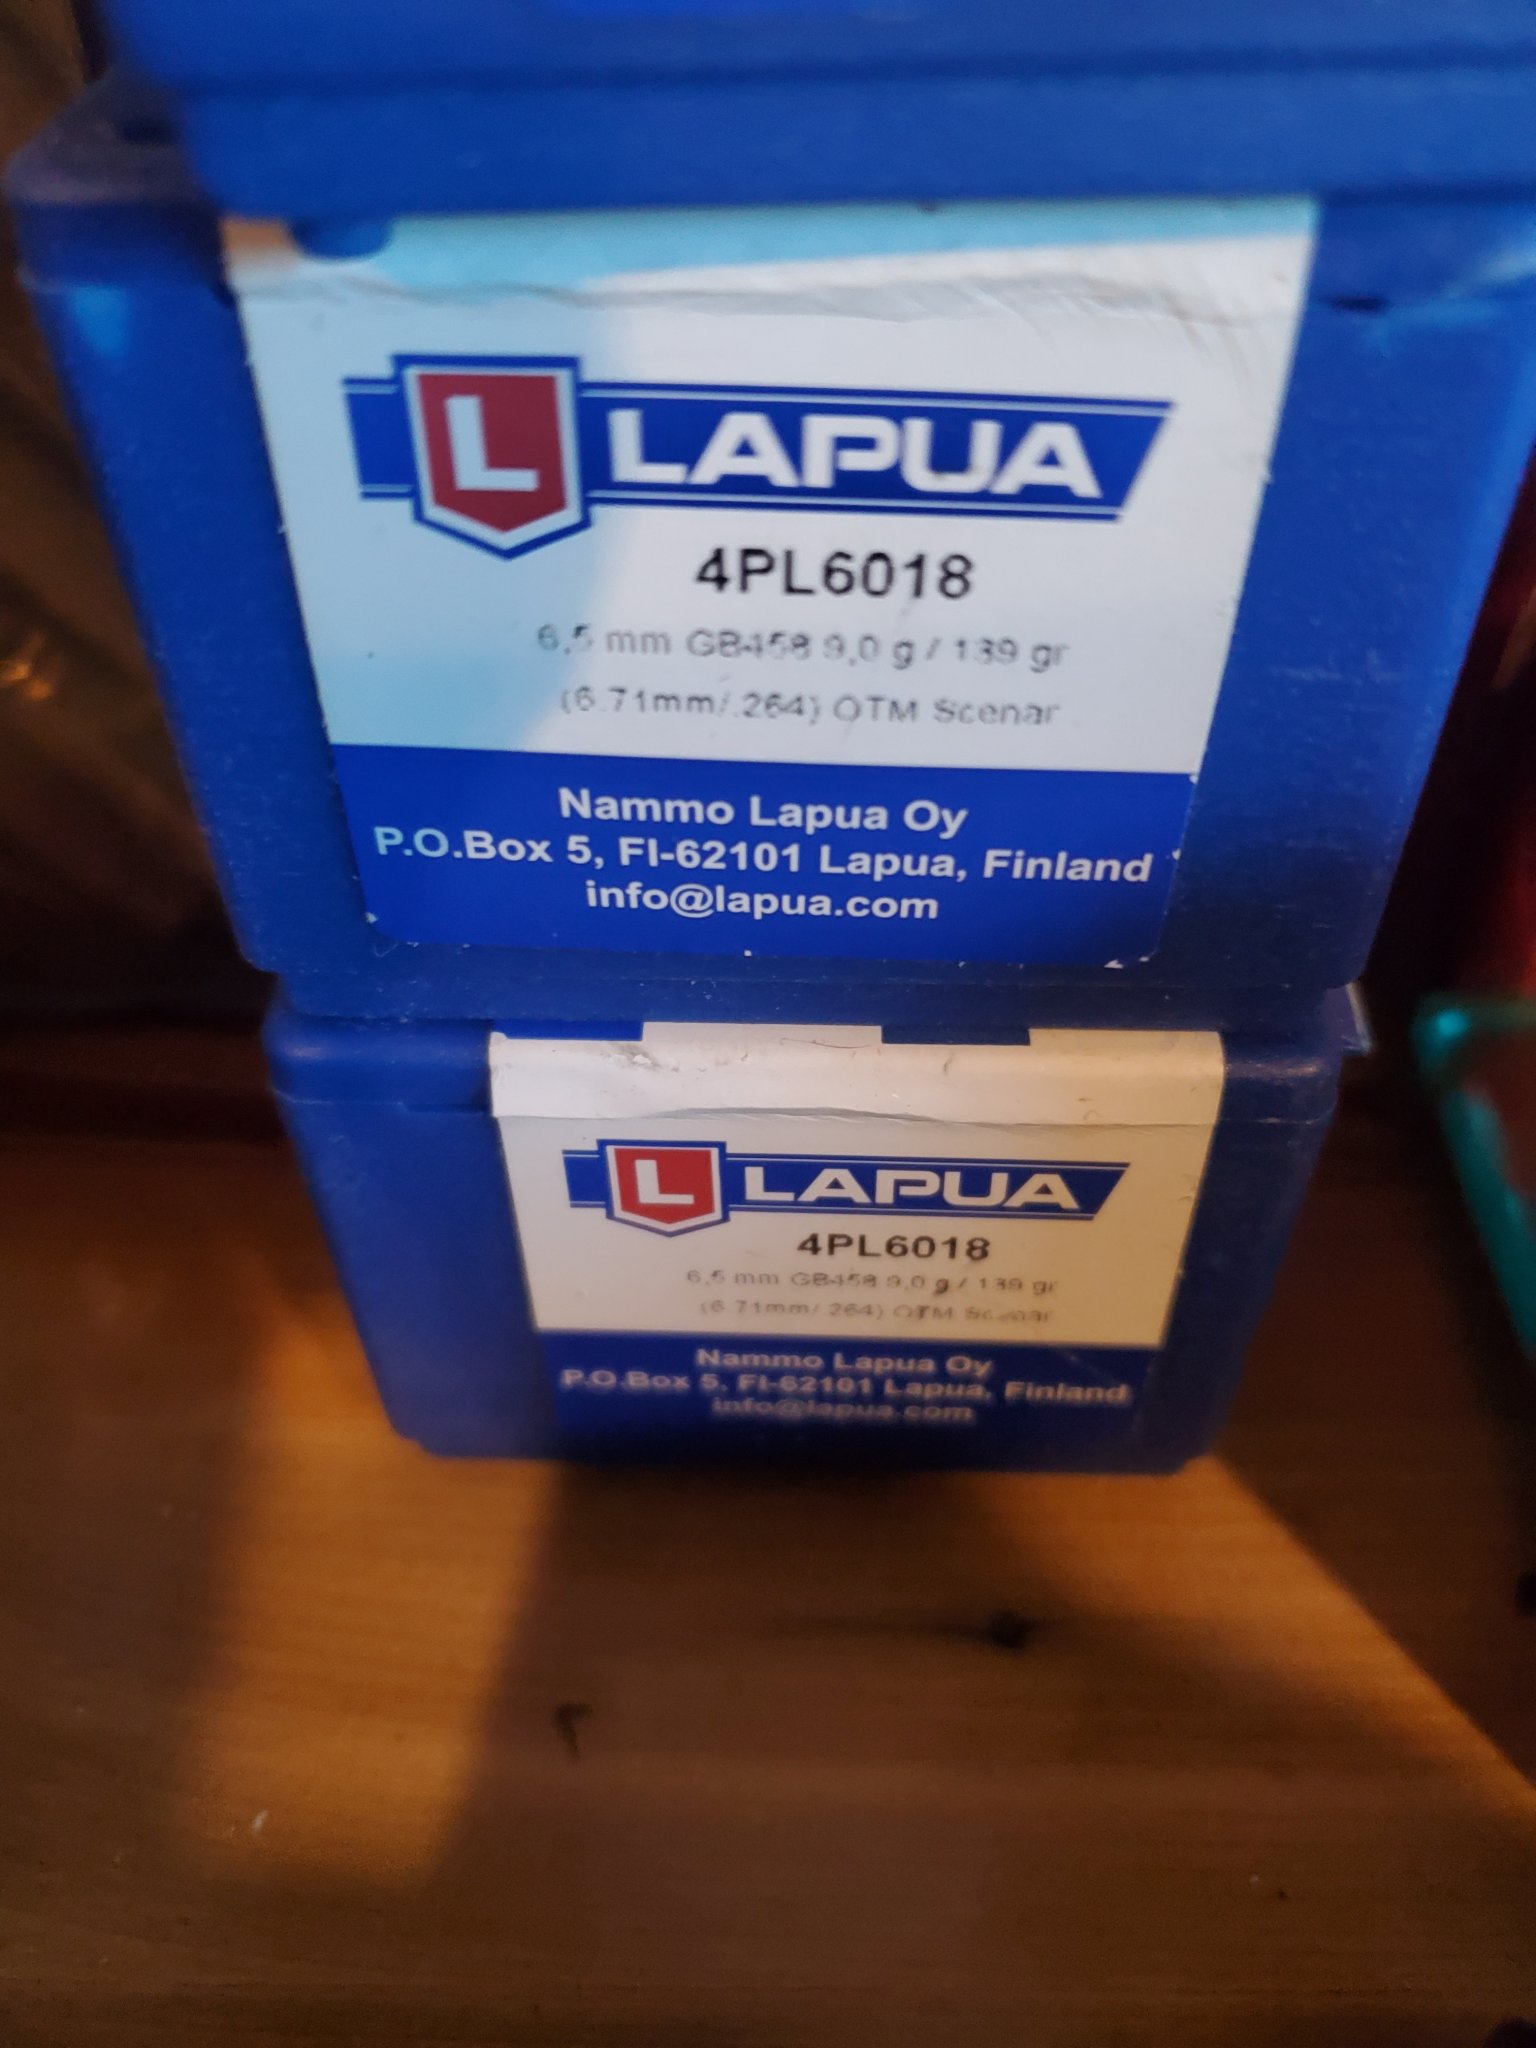 L LAPUA
4PL6018
6,5 mm GB458 9,0 g / 139 gr
(6.71mm/.264) OTM Scenar
Nammo Lapua Oy
P.O.Box 5, FI-62101 Lapua, Finland
info@lapua.com
L LAPUA
4PL6018
6,5 mm GB458 9,0 g / 139 gr
(6.71mm/.264) OTM Scenar
Nammo Lapua Oy
P.O.Box 5, FI-62101 Lapua, Finland
info@lapua.com